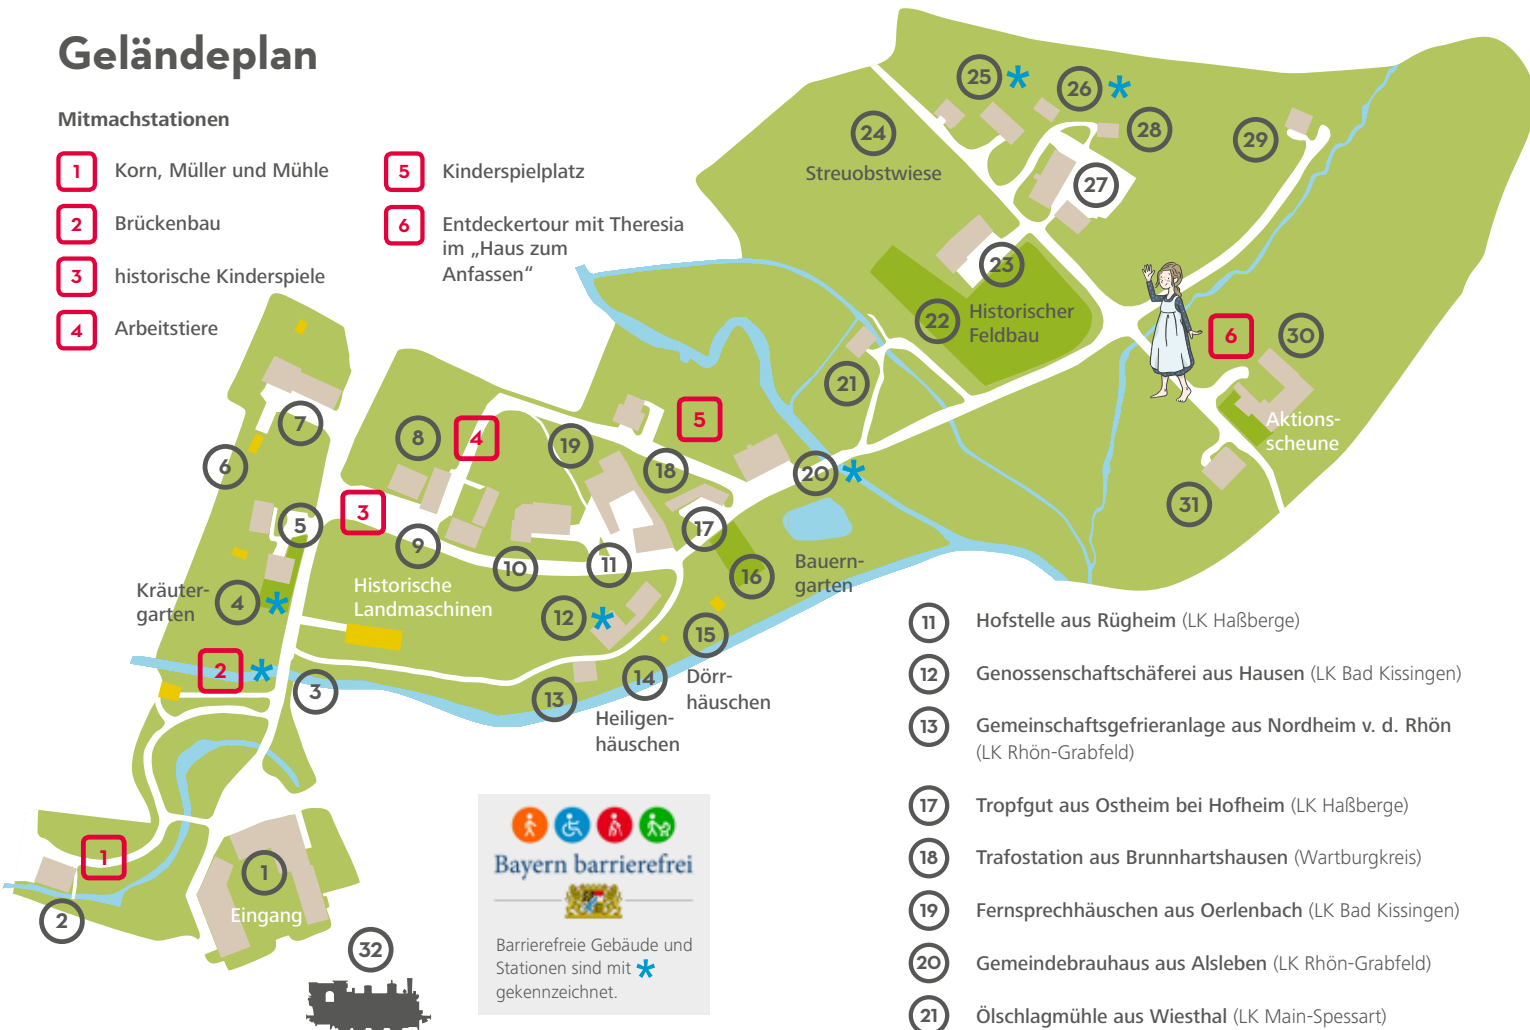 Geländeplan
Mitmachstationen
1 Korn, Müller und Mühle
2 Brückenbau
3 historische Kinderspiele
4 Arbeitstiere
5 Kinderspielplatz
6 Entdeckertour mit Theresia
im „Haus zum
Anfassen“
25 *
26 *
24
Streuobstwiese
28
29
27
23
22
Historischer
Feldbau
6
30
21
Aktions-
scheune
5
7
8
4
19
18
20 *
6
31
3
5
17
9
10
11
16
Bauern-
garten
Kräuter-
garten
4 *
Historische
Landmaschinen
12 *
15
2 *
3
13
14
Dörr-
häuschen
Heiligen-
häuschen
1
1
Eingang
2
32
Bayern barrierefrei
Barrierefreie Gebäude und
Stationen sind mit *
gekennzeichnet.
11 Hofstelle aus Rügheim (LK Haßberge)
12 Genossenschaftschäferei aus Hausen (LK Bad Kissingen)
13 Gemeinschaftsgefrieranlage aus Nordheim v. d. Rhön
(LK Rhön-Grabfeld)
17 Tropfgut aus Ostheim bei Hofheim (LK Haßberge)
18 Trafostation aus Brunnhartshausen (Wartburgkreis)
19 Fernsprechhäuschen aus Oerlenbach (LK Bad Kissingen)
20 Gemeindebrauhaus aus Alsleben (LK Rhön-Grabfeld)
21 Ölschlagmühle aus Wiesthal (LK Main-Spessart)